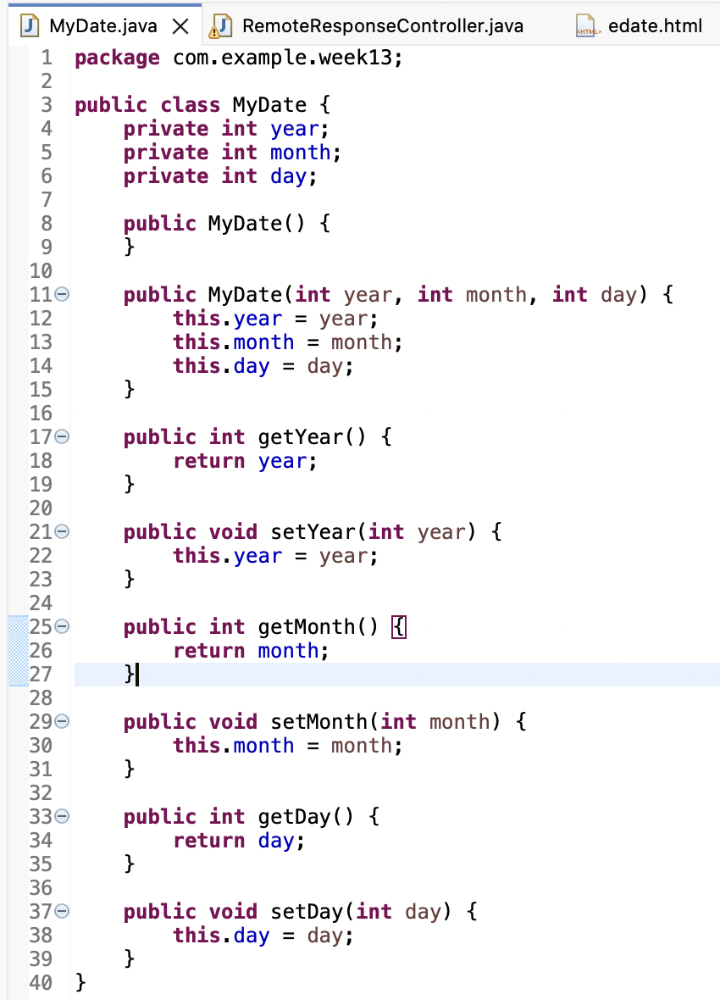 MyDate.java
RemoteResponseController.java
<HTML>
edate.html
1 package com.example.week13;
2
3 public class MyDate {
4     private int year;
5     private int month;
6     private int day;
7
8     public MyDate() {
9     }
10
11     public MyDate(int year, int month, int day) {
12         this.year = year;
13         this.month = month;
14         this.day = day;
15     }
16
17     public int getYear() {
18         return year;
19     }
20
21     public void setYear(int year) {
22         this.year = year;
23     }
24
25     public int getMonth() {
26         return month;
27     }
28
29     public void setMonth(int month) {
30         this.month = month;
31     }
32
33     public int getDay() {
34         return day;
35     }
36
37     public void setDay(int day) {
38         this.day = day;
39     }
40 }